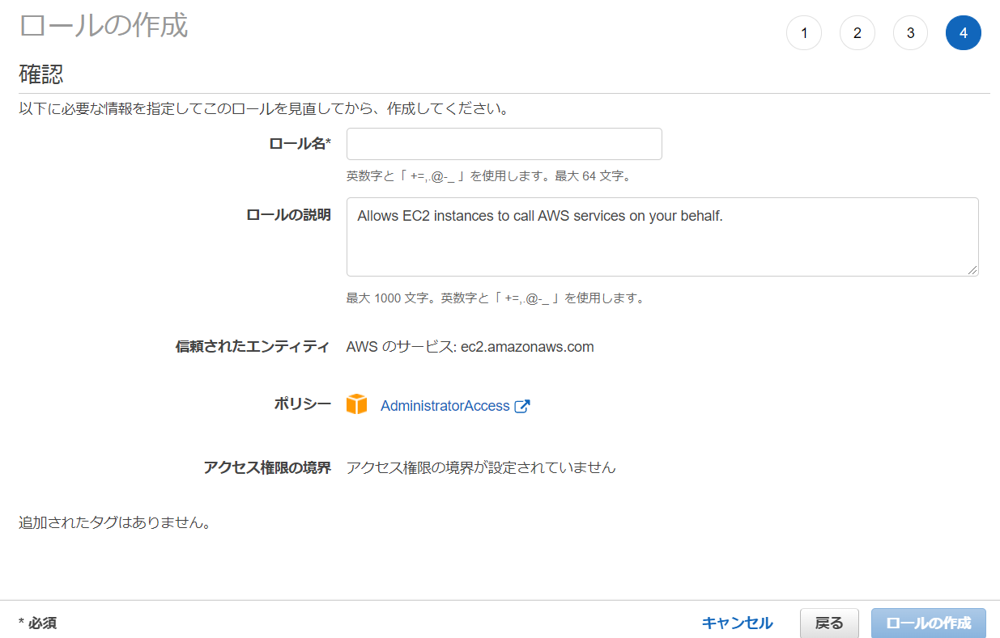 ロールの作成
1 2 3 4
確認
以下に必要な情報を指定してこのロールを見直してから、作成してください。
ロール名*
英数字と「 +=,.@-_ 」を使用します。最大 64 文字。
ロールの説明 Allows EC2 instances to call AWS services on your behalf.
最大 1000 文字。英数字と「 +=,.@-_ 」を使用します。
信頼されたエンティティ AWS のサービス: ec2.amazonaws.com
ポリシー AdministratorAccess
アクセス権限の境界 アクセス権限の境界が設定されていません
追加されたタグはありません。
* 必須 キャンセル 戻る ロールの作成